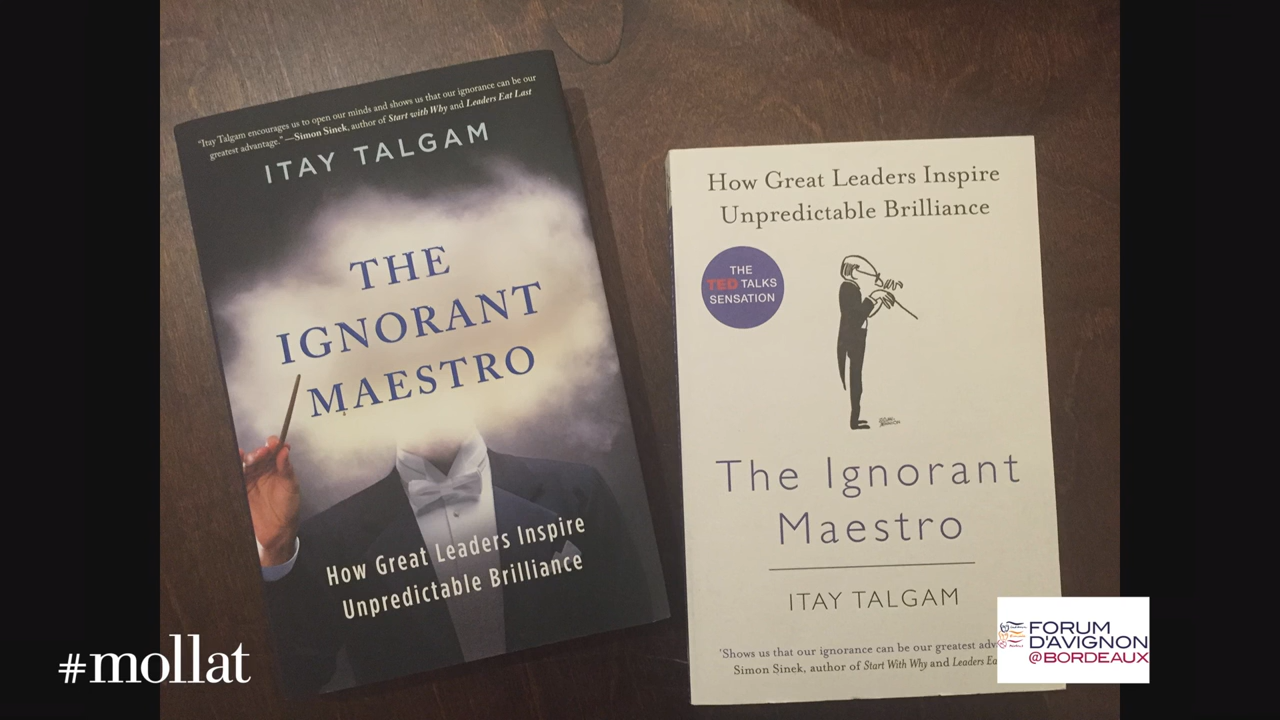 "Itay Talgam encourages us to open our minds and shows us that our ignorance can be our
greatest advantage." —Simon Sinek, author of Start with Why and Leaders Eat Last
ITAY TALGAM
THE
IGNORANT
MAESTRO
How Great Leaders Inspire
Unpredictable Brilliance
How Great Leaders Inspire
Unpredictable Brilliance
THE
TED TALKS
SENSATION
The Ignorant
Maestro
ITAY TALGAM
'Shows us that our ignorance can be our greatest
Simon Sinek, author of Start With Why and Leaders
#mollat
FORUM
D'AVIGNON
@BORDEAUX